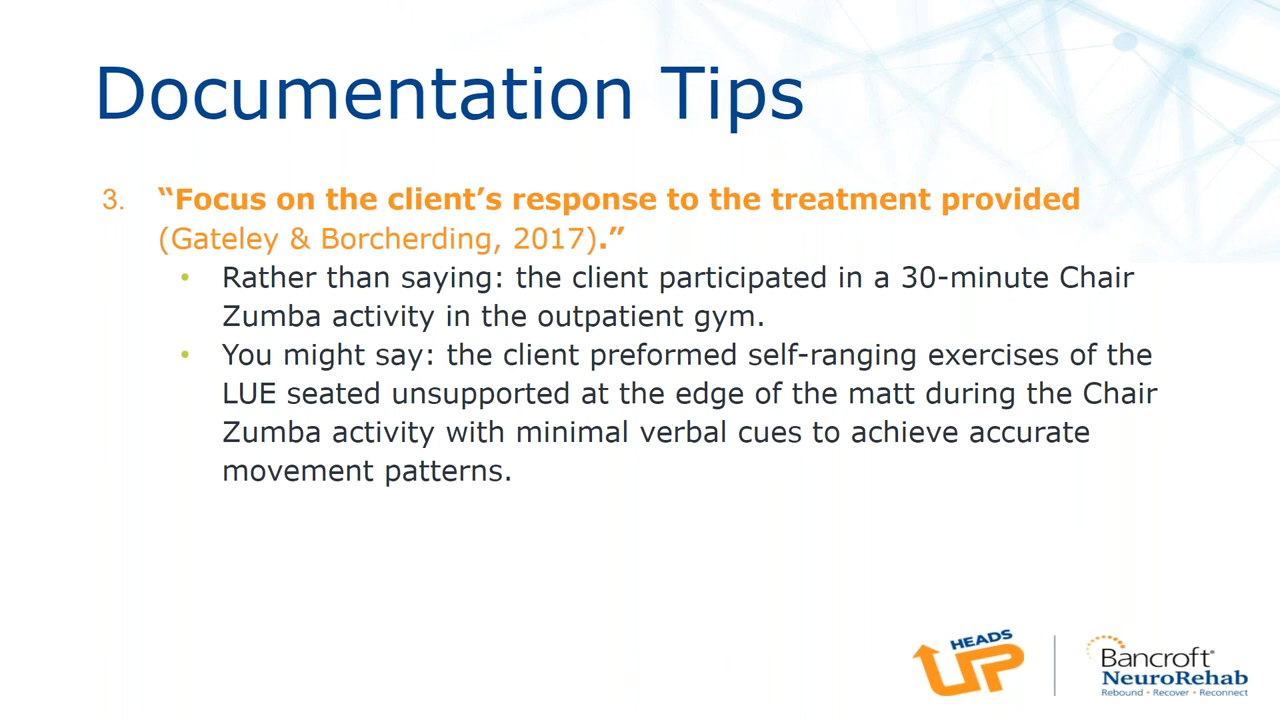 Documentation Tips
3. “Focus on the client’s response to the treatment provided
(Gateley & Borcherding, 2017).”
• Rather than saying: the client participated in a 30-minute Chair
Zumba activity in the outpatient gym.
• You might say: the client preformed self-ranging exercises of the
LUE seated unsupported at the edge of the matt during the Chair
Zumba activity with minimal verbal cues to achieve accurate
movement patterns.
HEADS
UP
Bancroft®
NeuroRehab
Rebound • Recover • Reconnect